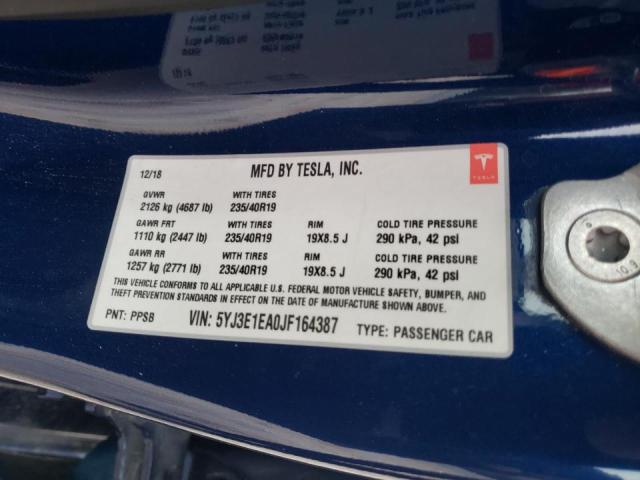 12/18 MFD BY TESLA, INC.
TESLA
GVWR WITH TIRES
2126 kg (4687 lb) 235/40R19
GAWR FRT WITH TIRES RIM COLD TIRE PRESSURE
1110 kg (2447 lb) 235/40R19 19X8.5 J 290 kPa, 42 psi
GAWR RR WITH TIRES RIM COLD TIRE PRESSURE
1257 kg (2771 lb) 235/40R19 19X8.5 J 290 kPa, 42 psi
THIS VEHICLE CONFORMS TO ALL APPLICABLE U.S. FEDERAL MOTOR VEHICLE SAFETY, BUMPER, AND
THEFT PREVENTION STANDARDS IN EFFECT ON THE DATE OF MANUFACTURE SHOWN ABOVE.
PNT: PPSB VIN: 5YJ3E1EA0JF164387 TYPE: PASSENGER CAR
10.9